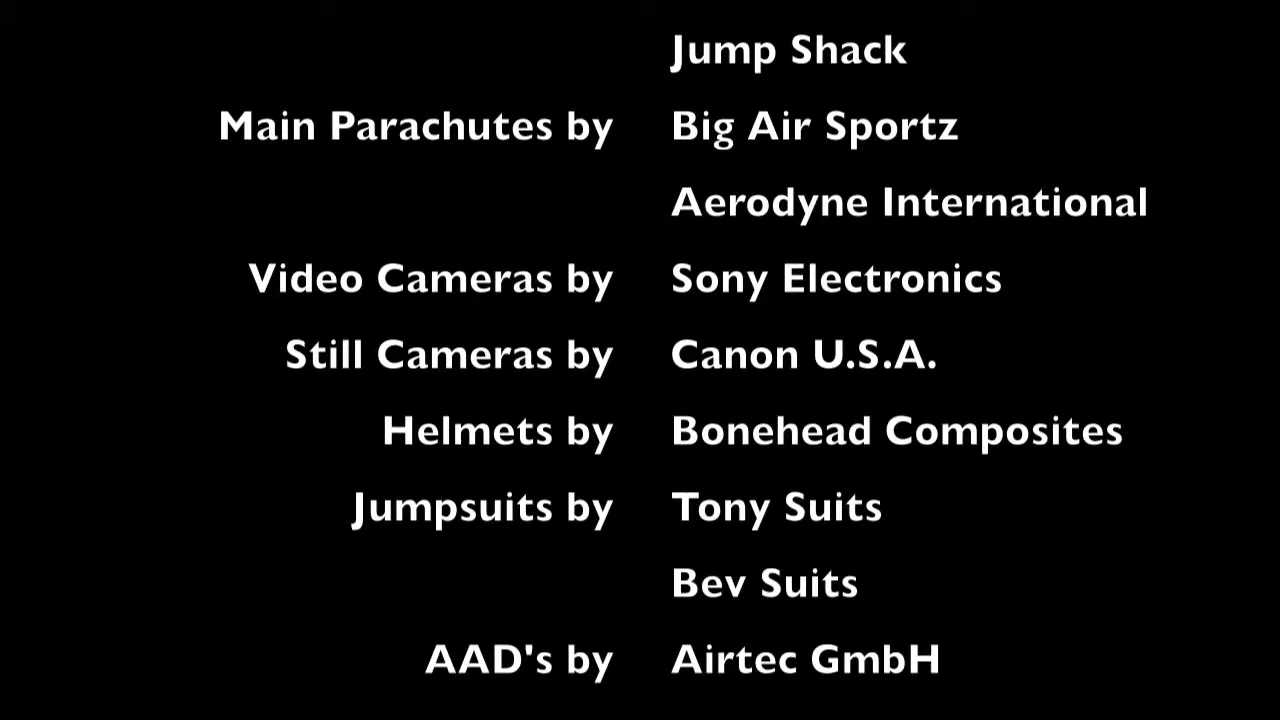 Jump Shack
Main Parachutes by Big Air Sportz
Aerodyne International
Video Cameras by Sony Electronics
Still Cameras by Canon U.S.A.
Helmets by Bonehead Composites
Jumpsuits by Tony Suits
Bev Suits
AAD's by Airtec GmbH